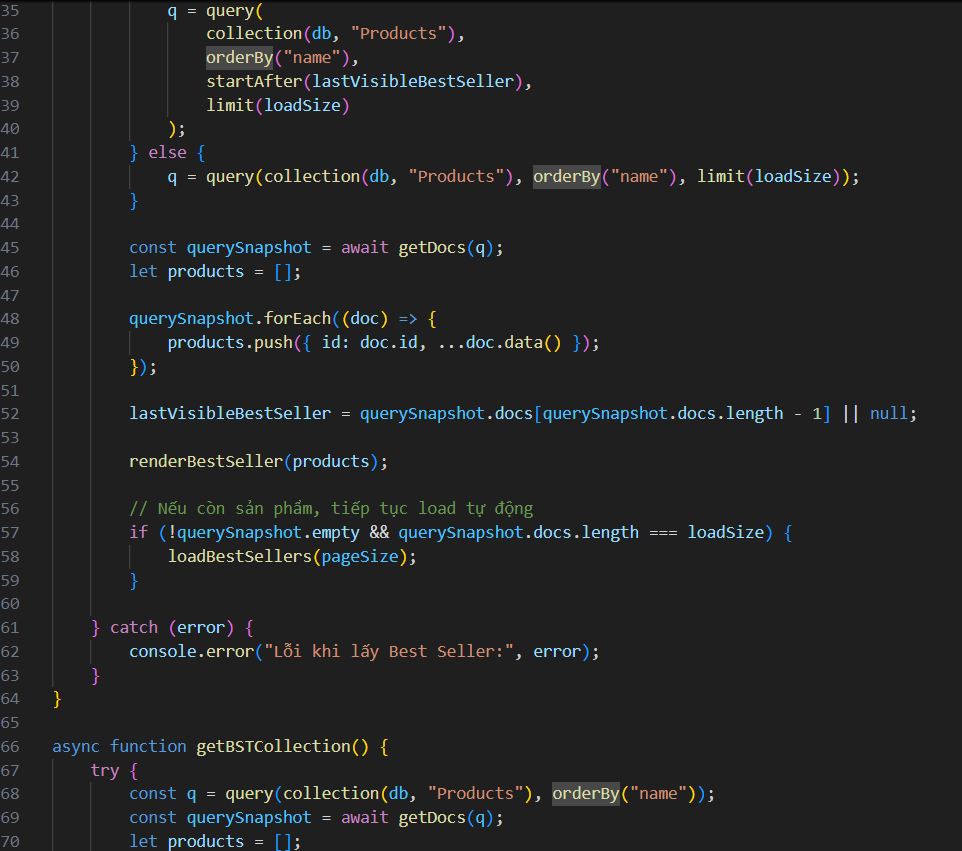 35 q = query(
36 collection(db, "Products"),
37 orderBy("name"),
38 startAfter(lastVisibleBestSeller),
39 limit(loadSize)
40 );
41 } else {
42 q = query(collection(db, "Products"), orderBy("name"), limit(loadSize));
43 }
44
45 const querySnapshot = await getDocs(q);
46 let products = [];
47
48 querySnapshot.forEach((doc) => {
49 products.push({ id: doc.id, ...doc.data() });
50 });
51
52 lastVisibleBestSeller = querySnapshot.docs[querySnapshot.docs.length - 1] || null;
53
54 renderBestSeller(products);
55
56 // Nếu còn sản phẩm, tiếp tục load tự động
57 if (!querySnapshot.empty && querySnapshot.docs.length === loadSize) {
58 loadBestSellers(pageSize);
59 }
60
61 } catch (error) {
62 console.error("Lỗi khi lấy Best Seller:", error);
63 }
64 }
65
66 async function getBSTCollection() {
67 try {
68 const q = query(collection(db, "Products"), orderBy("name"));
69 const querySnapshot = await getDocs(q);
70 let products = [];